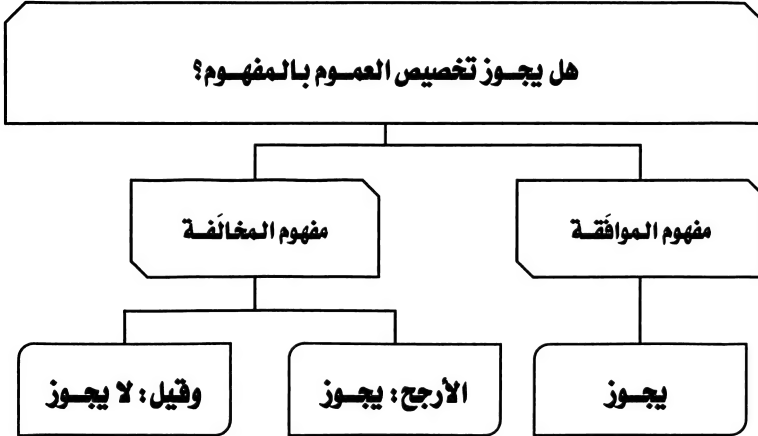 هل يجوز تخصيص العموم بالمفهوم؟
مفهوم الموافَقة
مفهوم المخالَفة
يجوز
الأرجح: يجوز
وقيل: لا يجوز